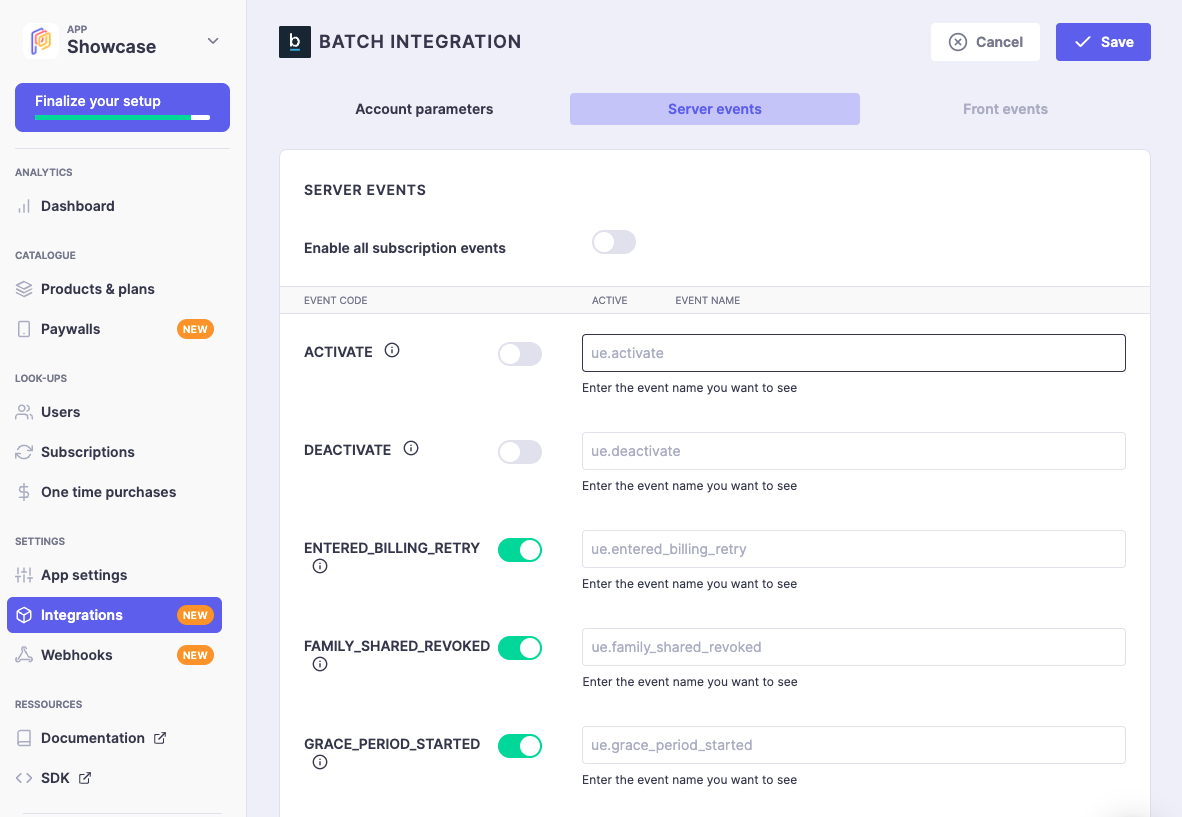 APP
Showcase
Finalize your setup
ANALYTICS
Dashboard
CATALOGUE
Products & plans
Paywalls NEW
LOOK-UPS
Users
Subscriptions
One time purchases
SETTINGS
App settings
Integrations NEW
Webhooks NEW
RESSOURCES
Documentation
SDK
b BATCH INTEGRATION
Cancel
Save
Account parameters
Server events
Front events
SERVER EVENTS
Enable all subscription events
EVENT CODE ACTIVE EVENT NAME
ACTIVATE ue.activate
Enter the event name you want to see
DEACTIVATE ue.deactivate
Enter the event name you want to see
ENTERED_BILLING_RETRY ue.entered_billing_retry
Enter the event name you want to see
FAMILY_SHARED_REVOKED ue.family_shared_revoked
Enter the event name you want to see
GRACE_PERIOD_STARTED ue.grace_period_started
Enter the event name you want to see